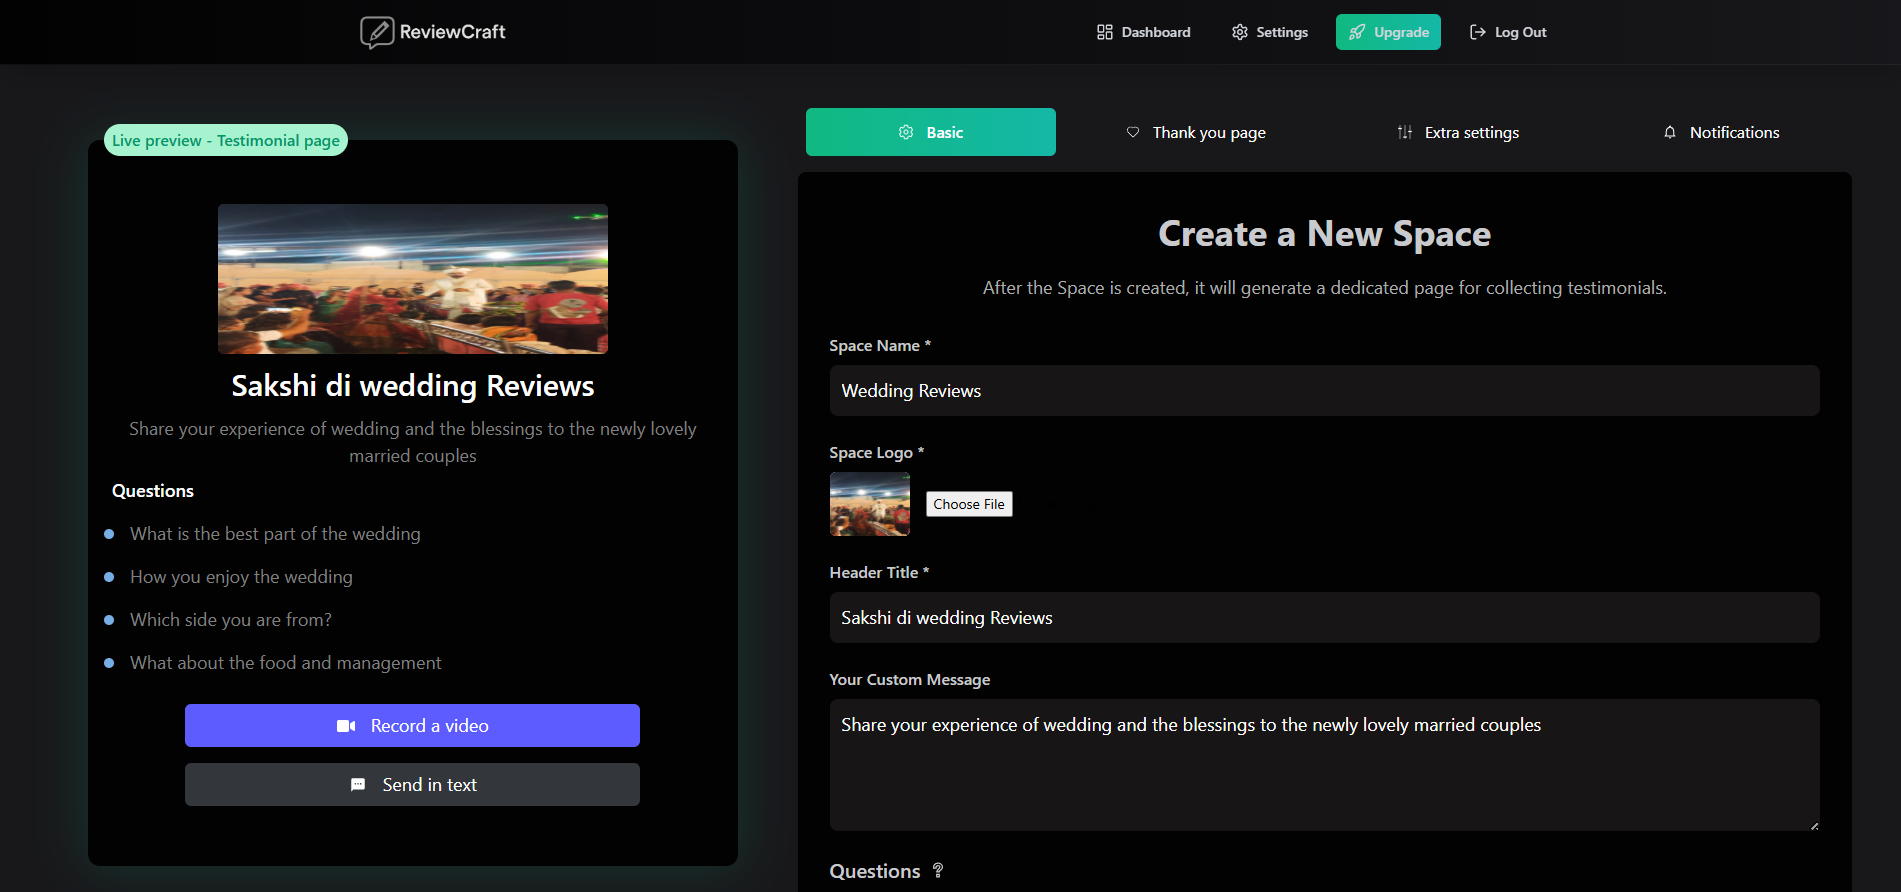 ReviewCraft
Dashboard
Settings
Upgrade
Log Out
Live preview - Testimonial page
Sakshi di wedding Reviews
Share your experience of wedding and the blessings to the newly lovely
married couples
Questions
What is the best part of the wedding
How you enjoy the wedding
Which side you are from?
What about the food and management
Record a video
Send in text
Basic
Thank you page
Extra settings
Notifications
Create a New Space
After the Space is created, it will generate a dedicated page for collecting testimonials.
Space Name *
Wedding Reviews
Space Logo *
Choose File
Header Title *
Sakshi di wedding Reviews
Your Custom Message
Share your experience of wedding and the blessings to the newly lovely married couples
Questions ?